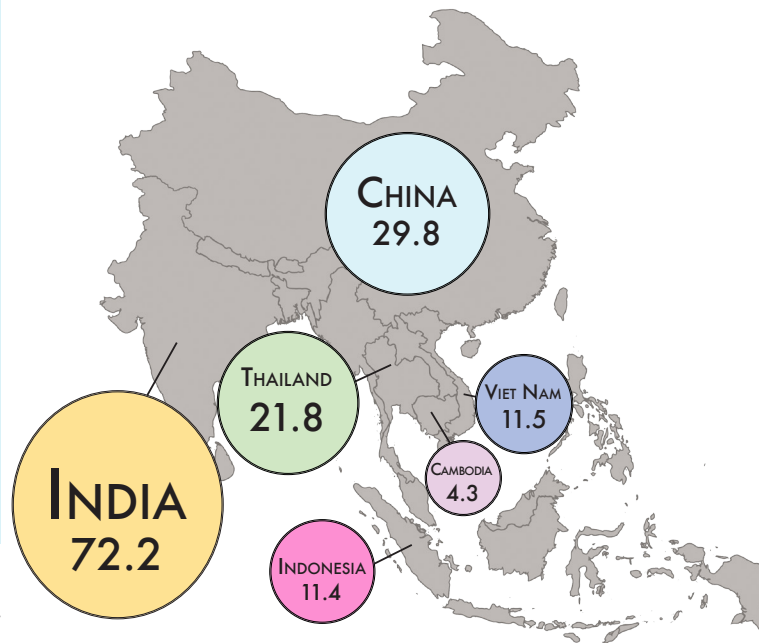 China
29.8
Thailand
21.8
Viet Nam
11.5
Cambodia
4.3
India
72.2
Indonesia
11.4